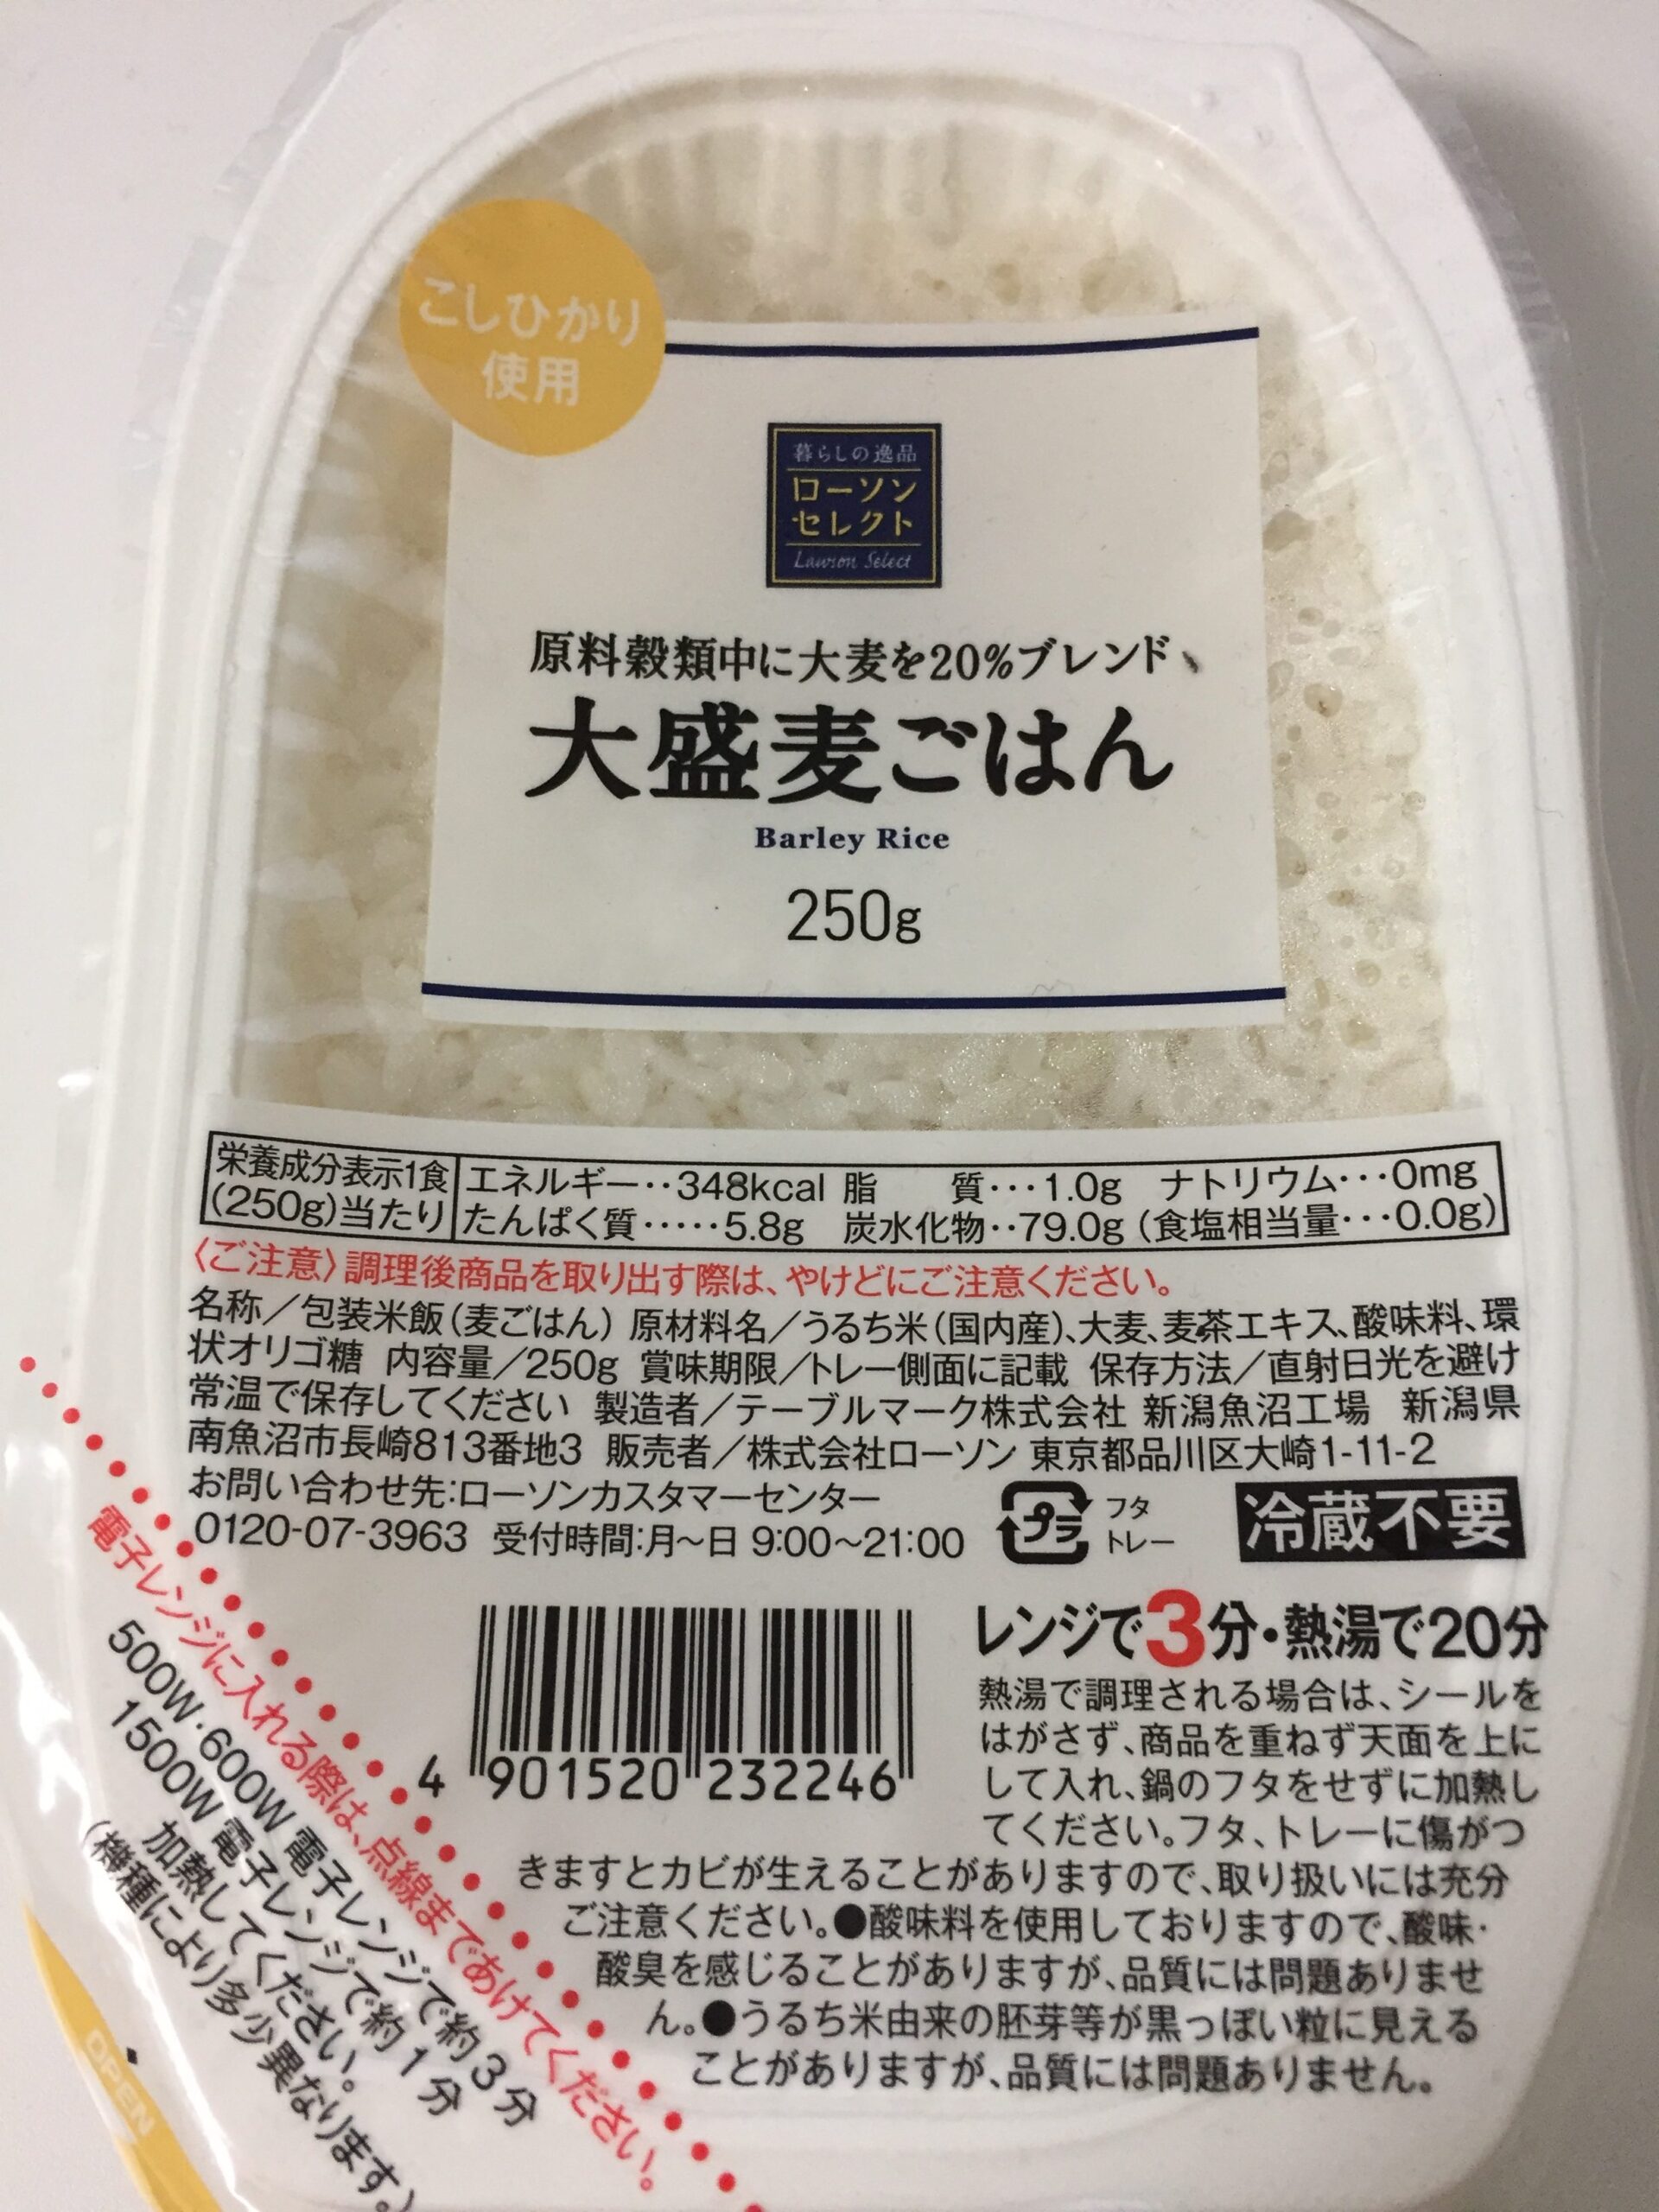 こしひかり
使用
暮らしの逸品
ローソン
セレクト
Lawson Select
原料穀類中に大麦を20%ブレンド
大盛麦ごはん
Barley Rice
250g
栄養成分表示1食 エネルギー‥348kcal 脂　質…1.0g ナトリウム…0mg
(250g)当たり たんぱく質……5.8g 炭水化物‥79.0g (食塩相当量…0.0g)
〈ご注意〉調理後商品を取り出す際は、やけどにご注意ください。
名称／包装米飯(麦ごはん) 原材料名／うるち米(国内産)、大麦、麦茶エキス、酸味料、環
状オリゴ糖 内容量／250g 賞味期限／トレー側面に記載 保存方法／直射日光を避け
常温で保存してください 製造者／テーブルマーク株式会社 新潟魚沼工場 新潟県
南魚沼市長崎813番地3 販売者／株式会社ローソン 東京都品川区大崎1-11-2
お問い合わせ先:ローソンカスタマーセンター
0120-07-3963 受付時間:月〜日 9:00〜21:00
プラ
フタ
トレー
冷蔵不要
電子レンジに入れる際は、点線まであけてください。
500W・600W 電子レンジで約3分
1500W 電子レンジで約1分
加熱してください。
(機種により多少異なります。)
OPEN
4 901520 232246
レンジで3分・熱湯で20分
熱湯で調理される場合は、シールを
はがさず、商品を重ねず天面を上に
して入れ、鍋のフタをせずに加熱し
てください。フタ、トレーに傷がつ
きますとカビが生えることがありますので、取り扱いには充分
ご注意ください。●酸味料を使用しておりますので、酸味・
酸臭を感じることがありますが、品質には問題ありませ
ん。●うるち米由来の胚芽等が黒っぽい粒に見える
ことがありますが、品質には問題ありません。